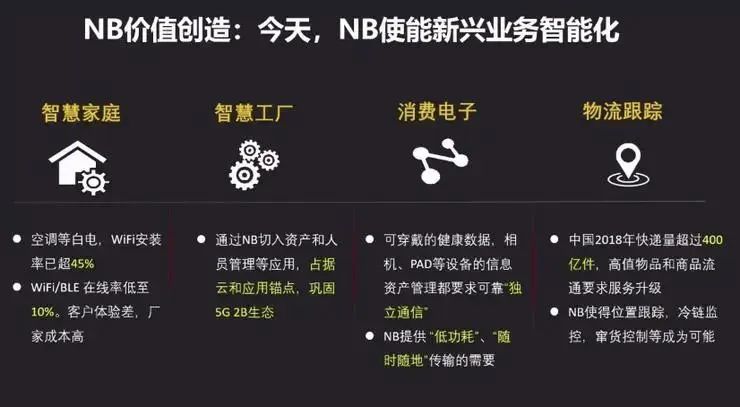 NB价值创造：今天，NB使能新兴业务智能化
智慧家庭
空调等白电，WiFi安装
率已超45%
WiFi/BLE 在线率低至
10%。客户体验差，厂
家成本高
智慧工厂
通过NB切入资产和人
员管理等应用，占据
云和应用锚点，巩固
5G 2B生态
消费电子
可穿戴的健康数据，相
机、PAD等设备的信息
资产管理都要求可靠“独
立通信”
NB提供 “低功耗”、“随
时随地”传输的需要
物流跟踪
中国2018年快递量超过400
亿件，高值物品和商品流
通要求服务升级
NB使得位置跟踪，冷链监
控，窜货控制等成为可能